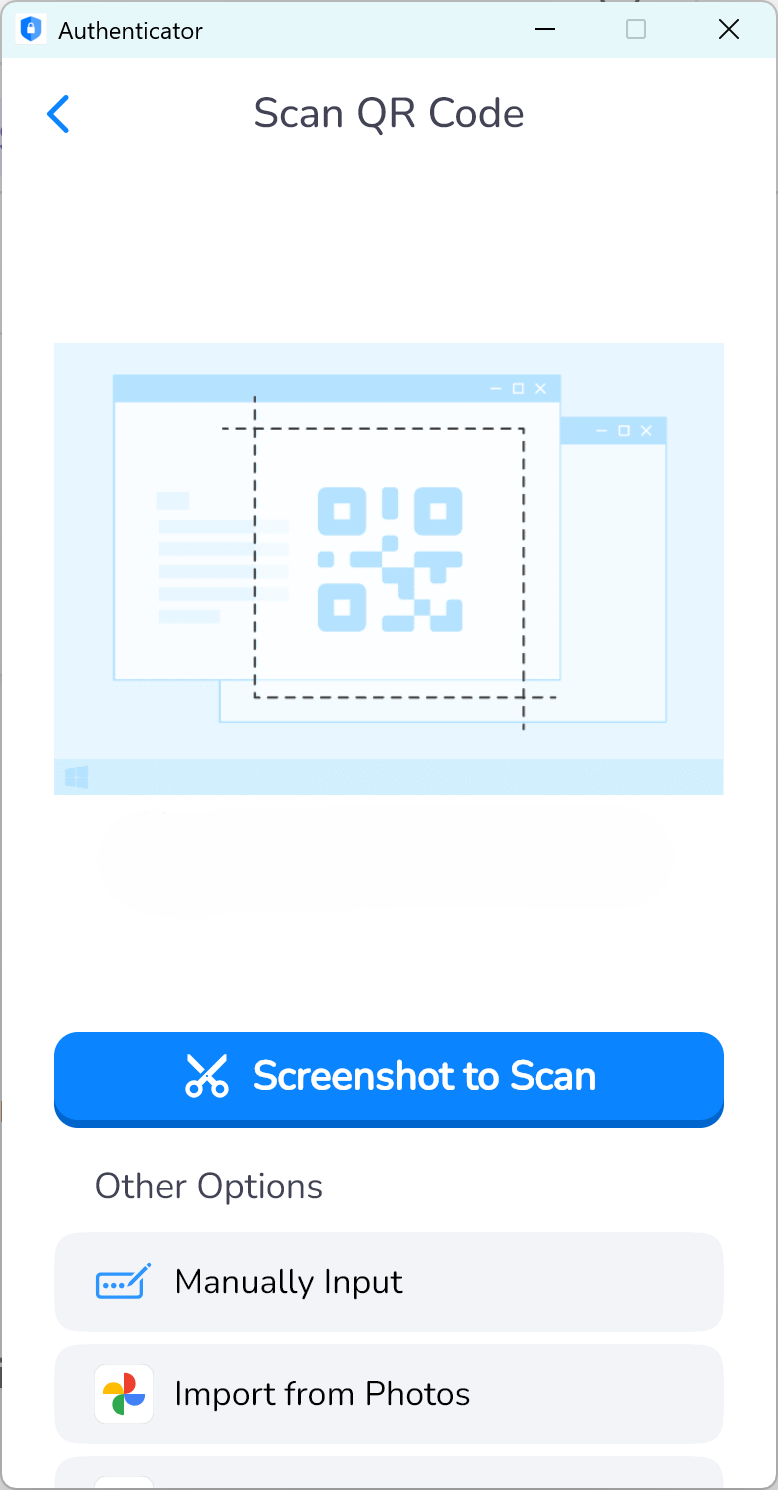 Authenticator
Scan QR Code
Screenshot to Scan
Other Options
Manually Input
Import from Photos